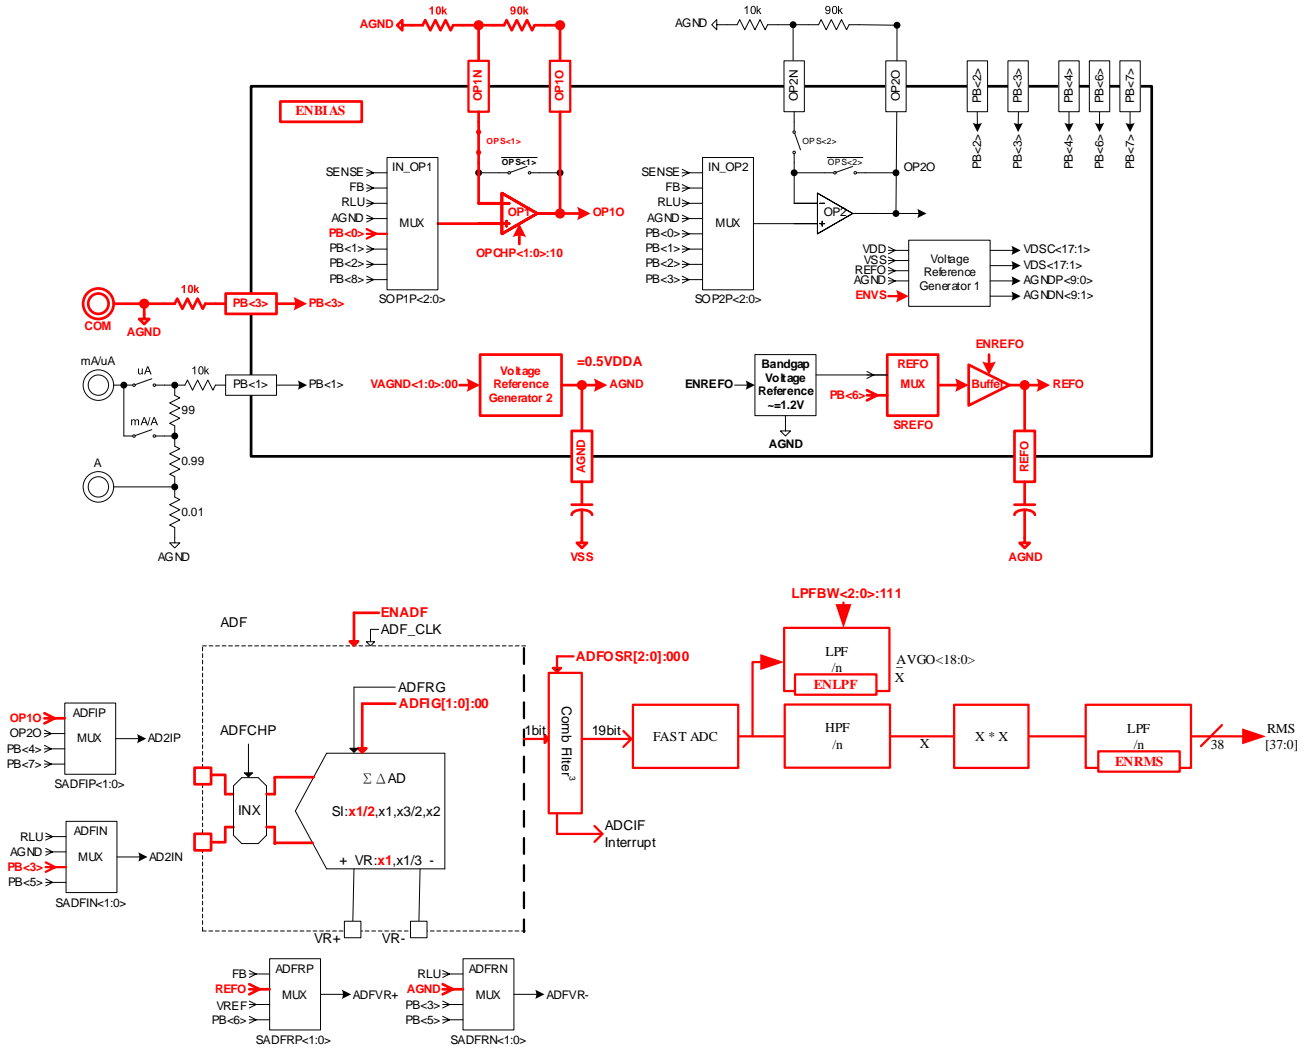 AGND
10k
90k
AGND
10k
90k
OP1N
OP1O
OP2N
OP2O
PB<2>
PB<3>
PB<4>
PB<6>
PB<7>
ENBIAS
OPS<1>
OPS<1>
OPS<2>
OPS<2>
PB<2>
PB<3>
PB<4>
PB<6>
PB<7>
SENSE
FB
RLU
AGND
PB<0>
PB<1>
PB<2>
PB<8>
IN_OP1
MUX
SOP1P<2:0>
OP1
OP1O
OPCHP<1:0>:10
SENSE
FB
RLU
AGND
PB<0>
PB<1>
PB<2>
PB<3>
IN_OP2
MUX
SOP2P<2:0>
OP2
OP2O
VDD
VSS
REFO
AGND
ENVS
Voltage
Reference
Generator 1
VDSC<17:1>
VDS<17:1>
AGNDP<9:0>
AGNDN<9:1>
COM
AGND
10k
PB<3>
PB<3>
mA/uA
uA
10k
PB<1>
PB<1>
99
mA/A
0.99
A
0.01
AGND
VAGND<1:0>:00
Voltage
Reference
Generator 2
=0.5VDDA
AGND
AGND
VSS
ENREFO
Bandgap
Voltage
Reference
~=1.2V
AGND
PB<6>
REFO
MUX
SREFO
ENREFO
Buffer
REFO
REFO
AGND
ADF
ENADF
ADF_CLK
ADFRG
ADFIG[1:0]:00
ADFCHP
INX
Σ Δ AD
SI:x1/2,x1,x3/2,x2
+ VR:x1,x1/3 -
VR+
VR-
OP1O
OP2O
PB<4>
PB<7>
ADFIP
MUX
AD2IP
SADFIP<1:0>
RLU
AGND
PB<3>
PB<5>
ADFIN
MUX
AD2IN
SADFIN<1:0>
FB
REFO
VREF
PB<6>
ADFRP
MUX
ADFVR+
SADFRP<1:0>
RLU
AGND
PB<3>
PB<5>
ADFRN
MUX
ADFVR-
SADFRN<1:0>
ADFOSR[2:0]:000
1bit
Comb Filter³
19bit
ADCIF
Interrupt
FAST ADC
LPFBW<2:0>:111
LPF
/n
ENLPF
AVGO<18:0>
X
HPF
/n
X
X * X
LPF
/n
ENRMS
38
RMS
[37:0]